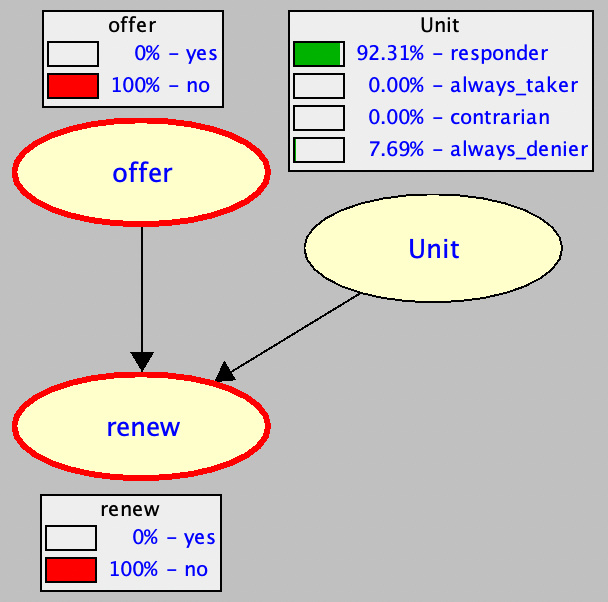 offer
0% – yes
100% – no
Unit
92.31% – responder
0.00% – always_taker
0.00% – contrarian
7.69% – always_denier
offer
Unit
renew
renew
0% – yes
100% – no